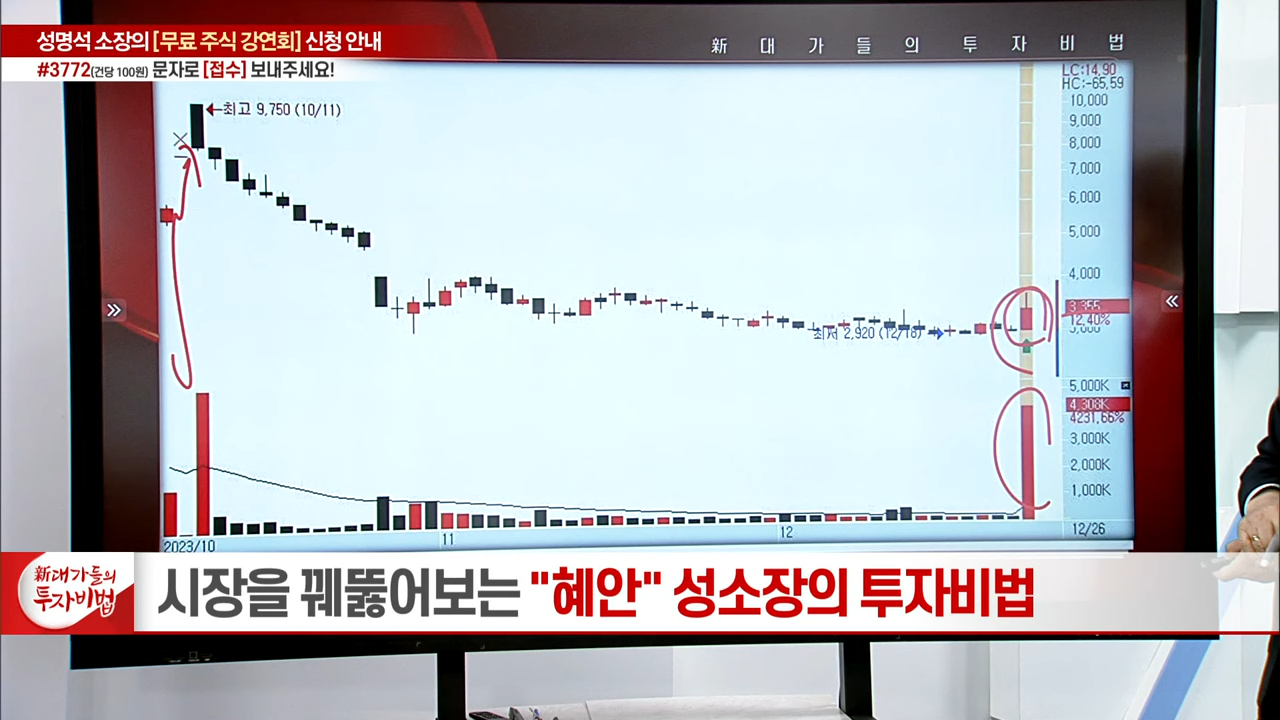 성명석 소장의 [무료 주식 강연회] 신청 안내
#3772(건당 100원) 문자로 [접수] 보내주세요!
新 대 가 들 의 투 자 비 법
LC:14.90
HC:-65.59
최고 9,750 (10/11)
10,000
9,000
8,000
7,000
6,000
5,000
4,000
3,355
12.40%
3,000
최저 2,920 (12/18)
5,000K
4,308K
4231.66%
3,000K
2,000K
1,000K
2023/10
11
12
12/26
新대가들의
투자비법
시장을 꿰뚫어보는 "혜안" 성소장의 투자비법